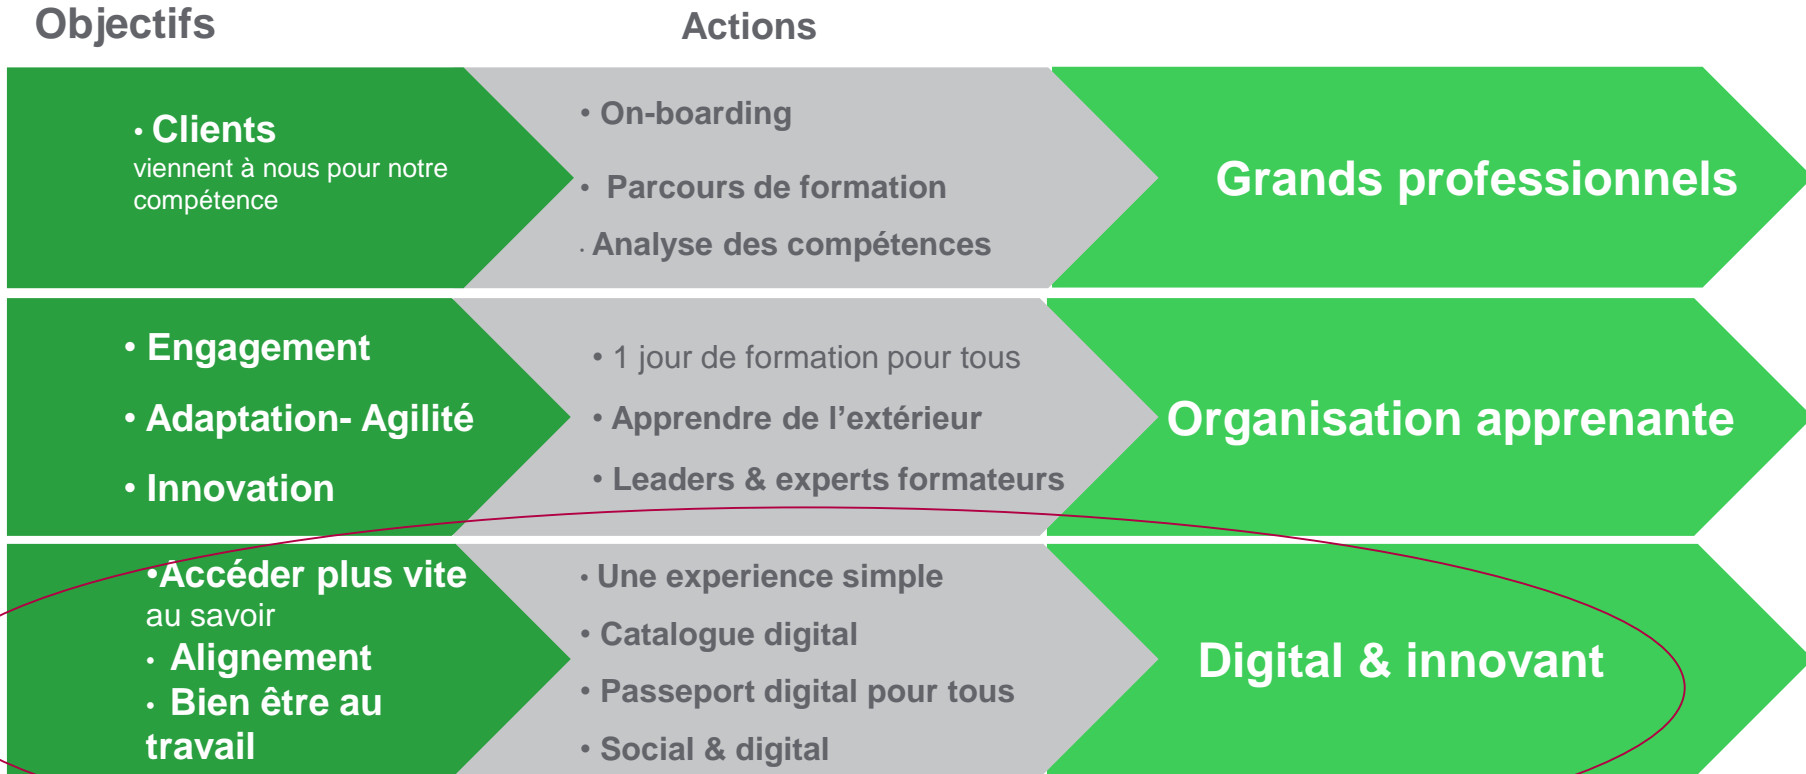 Objectifs
Actions
• Clients
viennent à nous pour notre
compétence
• On-boarding
• Parcours de formation
• Analyse des compétences
Grands professionnels
• Engagement
• Adaptation- Agilité
• Innovation
• 1 jour de formation pour tous
• Apprendre de l’extérieur
• Leaders & experts formateurs
Organisation apprenante
•Accéder plus vite
au savoir
• Alignement
• Bien être au
travail
• Une experience simple
• Catalogue digital
• Passeport digital pour tous
• Social & digital
Digital & innovant